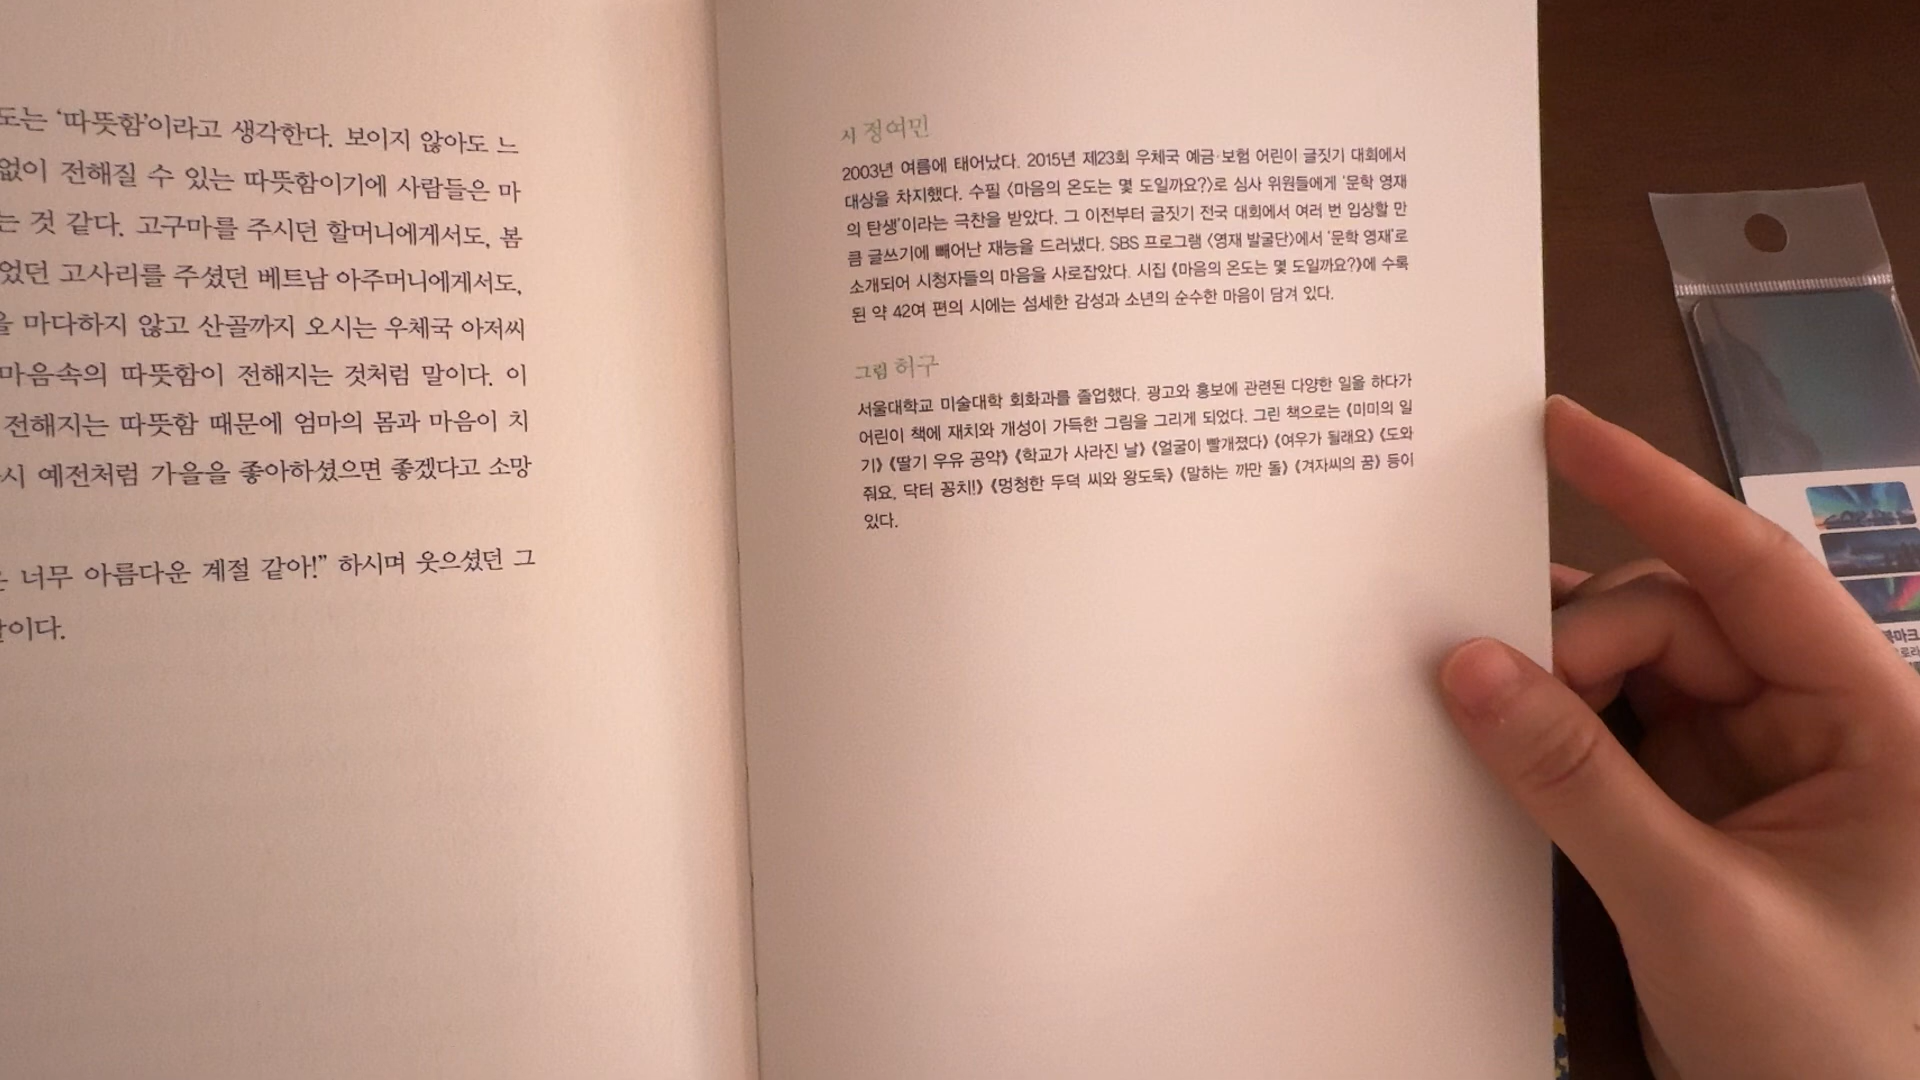 도는 ‘따뜻함’이라고 생각한다. 보이지 않아도 느
없이 전해질 수 있는 따뜻함이기에 사람들은 마
는 것 같다. 고구마를 주시던 할머니에게서도, 봄
었던 고사리를 주셨던 베트남 아주머니에게서도,
을 마다하지 않고 산골까지 오시는 우체국 아저씨
마음속의 따뜻함이 전해지는 것처럼 말이다. 이
전해지는 따뜻함 때문에 엄마의 몸과 마음이 치
시 예전처럼 가을을 좋아하셨으면 좋겠다고 소망
너무 아름다운 계절 같아!” 하시며 웃으셨던 그
말이다.
시 정여민
2003년 여름에 태어났다. 2015년 제23회 우체국 예금·보험 어린이 글짓기 대회에서
대상을 차지했다. 수필 〈마음의 온도는 몇 도일까요?〉로 심사 위원들에게 ‘문학 영재
의 탄생’이라는 극찬을 받았다. 그 이전부터 글짓기 전국 대회에서 여러 번 입상할 만
큼 글쓰기에 빼어난 재능을 드러냈다. SBS 프로그램 〈영재 발굴단〉에서 ‘문학 영재’로
소개되어 시청자들의 마음을 사로잡았다. 시집 《마음의 온도는 몇 도일까요?》에 수록
된 약 42여 편의 시에는 섬세한 감성과 소년의 순수한 마음이 담겨 있다.
그림 허구
서울대학교 미술대학 회화과를 졸업했다. 광고와 홍보에 관련된 다양한 일을 하다가
어린이 책에 재치와 개성이 가득한 그림을 그리게 되었다. 그린 책으로는 《미미의 일
기》 《딸기 우유 공약》 《학교가 사라진 날》 《얼굴이 빨개졌다》 《여우가 될래요》 《도와
줘요, 닥터 꽁치!》 《멍청한 두덕 씨와 왕도둑》 《말하는 까만 돌》 《겨자씨의 꿈》 등이
있다.